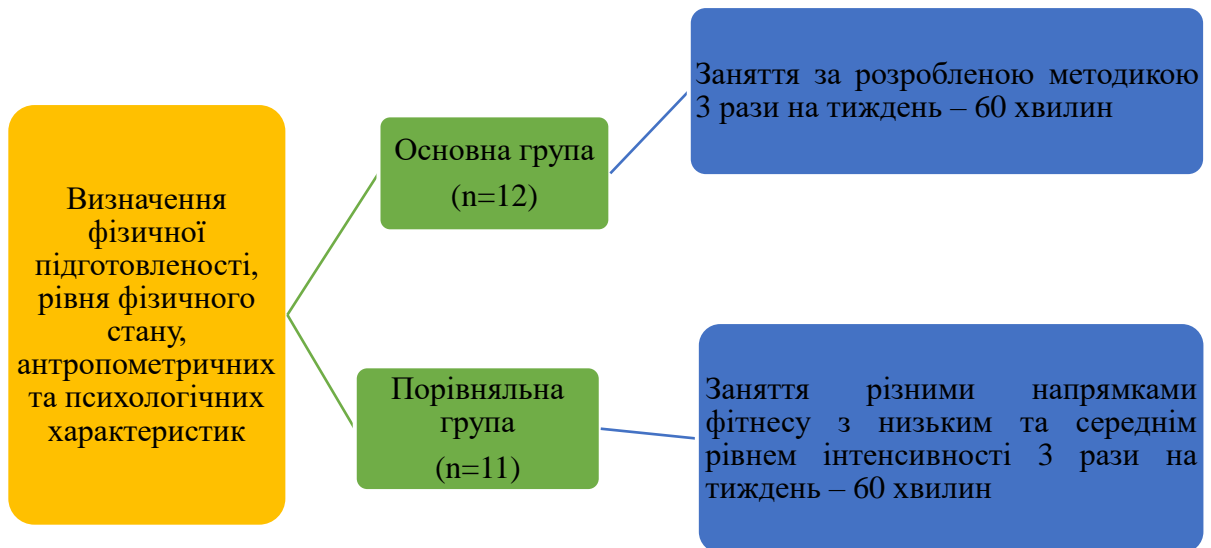 Визначення
фізичної
підготовленості,
рівня фізичного
стану,
антропометричних
та психологічних
характеристик
Основна група
(n=12)
Заняття за розробленою методикою
3 рази на тиждень – 60 хвилин
Порівняльна
група
(n=11)
Заняття різними напрямками
фітнесу з низьким та середнім
рівнем інтенсивності 3 рази на
тиждень – 60 хвилин